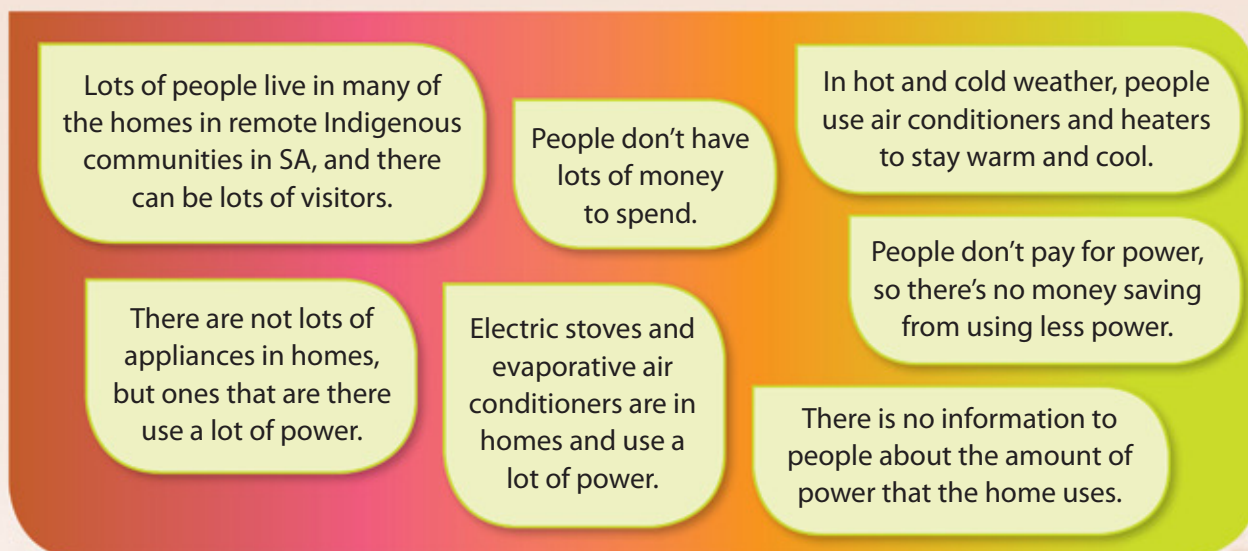 Lots of people live in many of
the homes in remote Indigenous
communities in SA, and there
can be lots of visitors.
People don’t have
lots of money
to spend.
In hot and cold weather, people
use air conditioners and heaters
to stay warm and cool.
People don’t pay for power,
so there’s no money saving
from using less power.
There are not lots of
appliances in homes,
but ones that are there
use a lot of power.
Electric stoves and
evaporative air
conditioners are in
homes and use a
lot of power.
There is no information to
people about the amount of
power that the home uses.